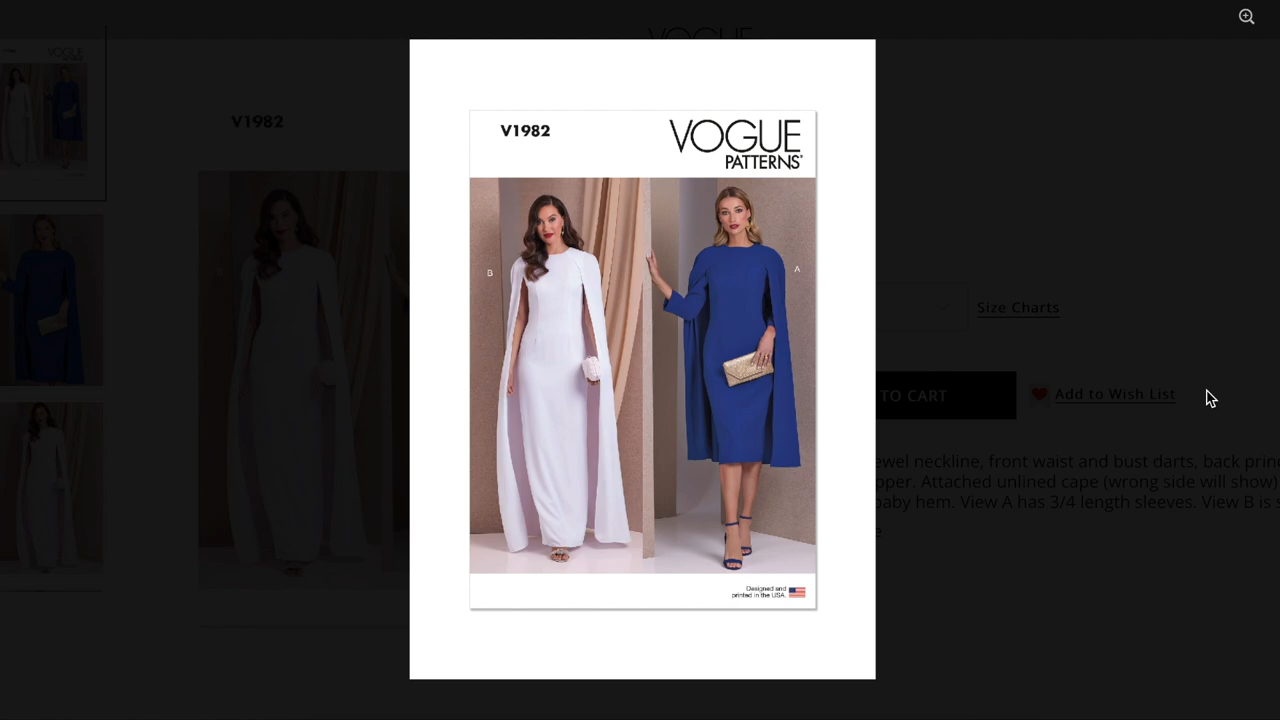 VOGUE
V1982
V1982
VOGUE
PATTERNS
B
A
Size Charts
TO CART
Add to Wish List
ewel neckline, front waist and bust darts, back prin
pper. Attached unlined cape (wrong side will show)
baby hem. View A has 3/4 length sleeves. View B is s
e
Designed and
printed in the USA.